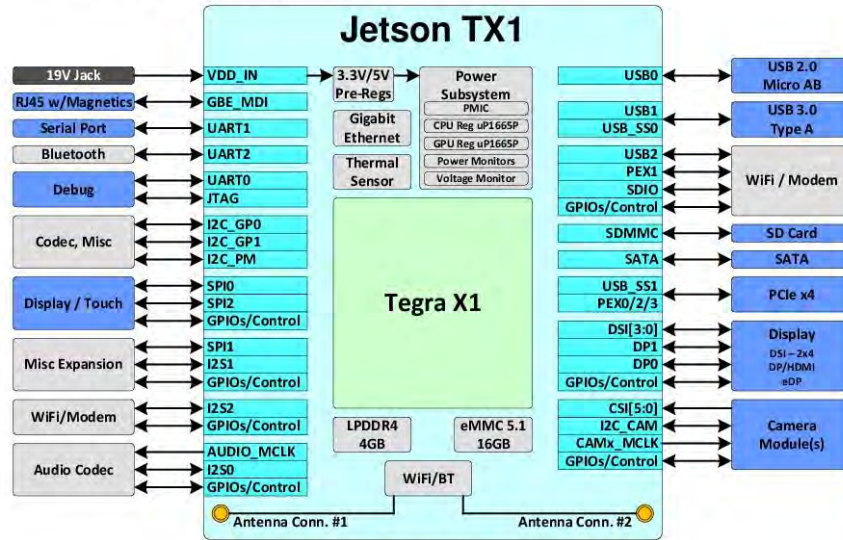 Jetson TX1
19V Jack
RJ45 w/Magnetics
Serial Port
Bluetooth
Debug
Codec, Misc
Display / Touch
Misc Expansion
WiFi/Modem
Audio Codec
VDD_IN
GBE_MDI
UART1
UART2
UART0
JTAG
I2C_GP0
I2C_GP1
I2C_PM
SPI0
SPI2
GPIOs/Control
SPI1
I2S1
GPIOs/Control
I2S2
GPIOs/Control
AUDIO_MCLK
I2S0
GPIOs/Control
3.3V/5V
Pre-Regs
Gigabit
Ethernet
Thermal
Sensor
Power
Subsystem
PMIC
CPU Reg uP1665P
GPU Reg uP1665P
Power Monitors
Voltage Monitor
Tegra X1
LPDDR4
4GB
eMMC 5.1
16GB
WiFi/BT
Antenna Conn. #1
Antenna Conn. #2
USB0
USB1
USB_SS0
USB2
PEX1
SDIO
GPIOs/Control
SDMMC
SATA
USB_SS1
PEX0/2/3
DSI[3:0]
DP1
DP0
GPIOs/Control
CSI[5:0]
I2C_CAM
CAMx_MCLK
GPIOs/Control
USB 2.0
Micro AB
USB 3.0
Type A
WiFi / Modem
SD Card
SATA
PCIe x4
Display
DSI – 2x4
DP/HDMI
eDP
Camera
Module(s)